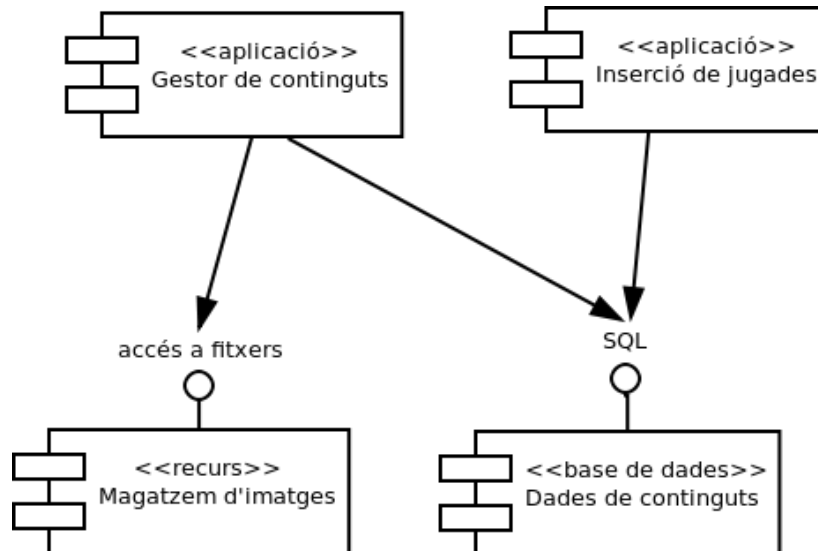 <<aplicació>>
Gestor de continguts
<<aplicació>>
Inserció de jugades
accés a fitxers
SQL
<<recurs>>
Magatzem d'imatges
<<base de dades>>
Dades de continguts